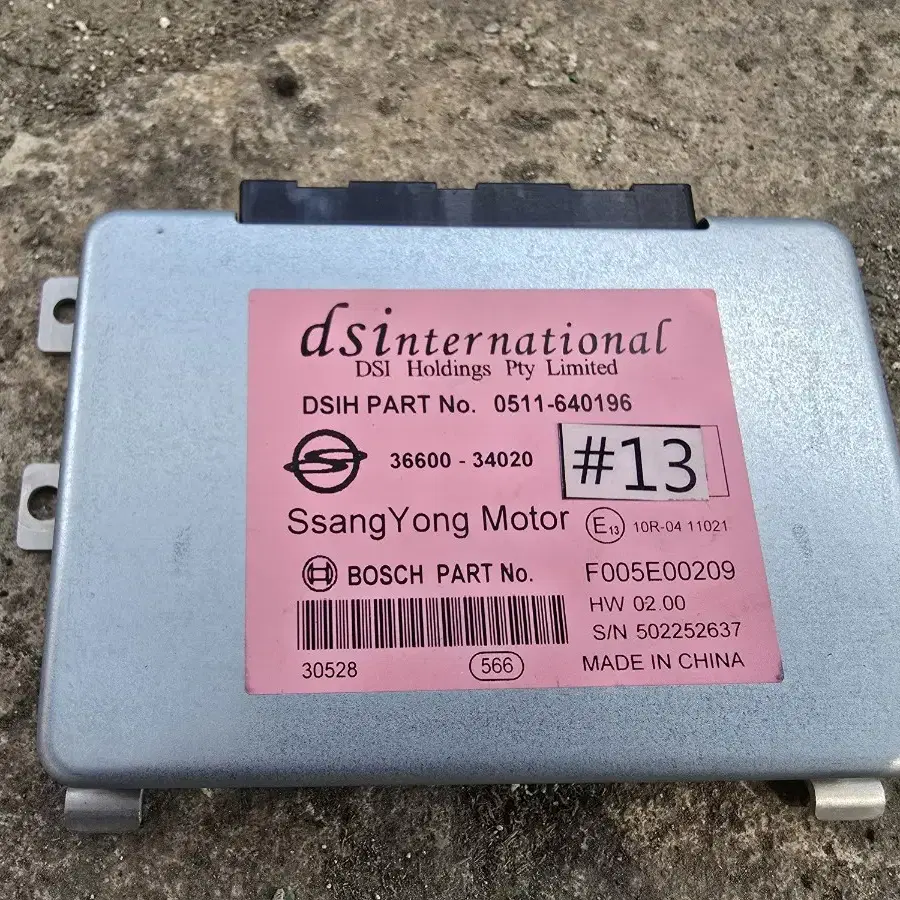 dsinternational
DSI Holdings Pty Limited
DSIH PART No. 0511-640196
36600 - 34020
#13
SsangYong Motor
E13 10R-04 11021
BOSCH PART No. F005E00209
HW 02.00
S/N 502252637
30528 566 MADE IN CHINA